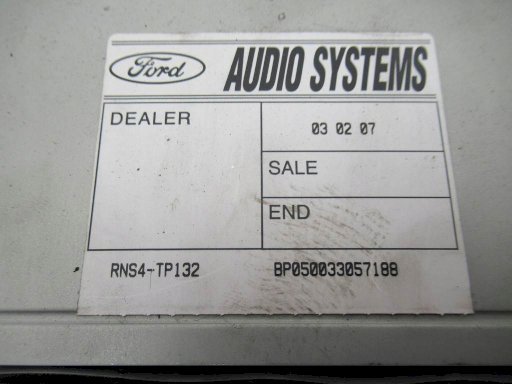 Ford AUDIO SYSTEMS
DEALER
03 02 07
SALE
END
RNS4-TP132 BP050033057188